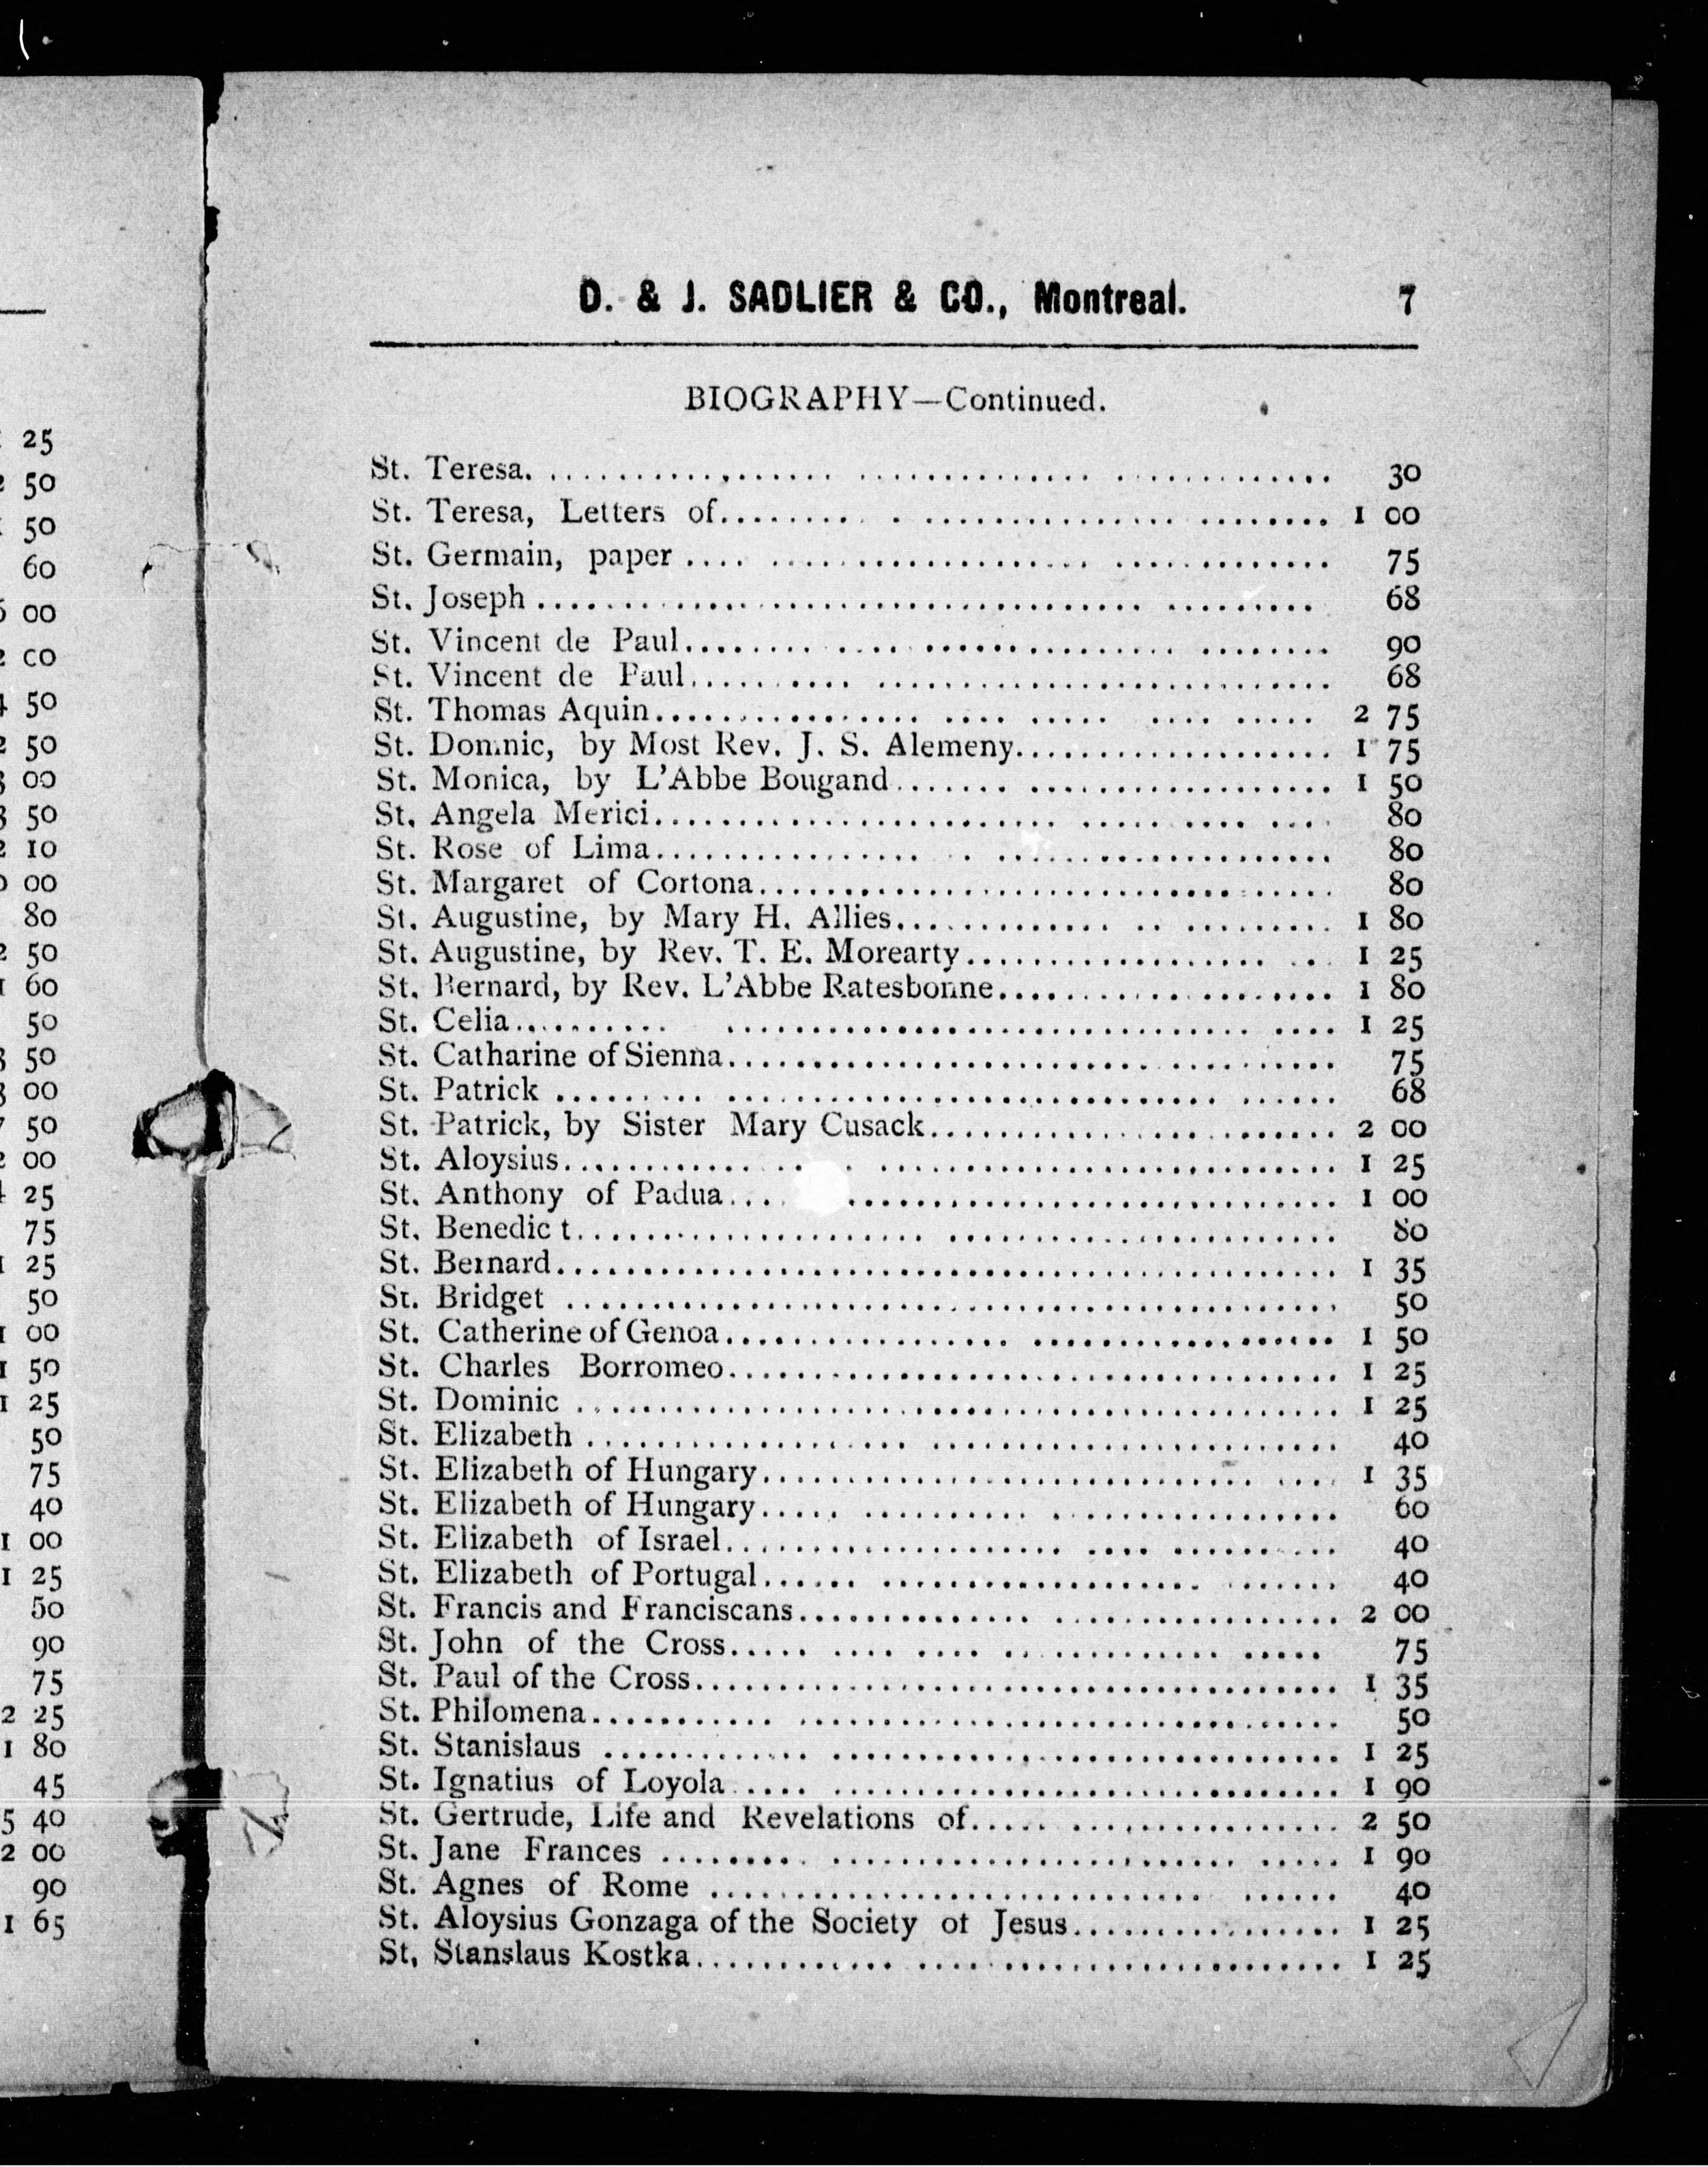 D. & J. SADLIER & CO., Montreal. 7
BIOGRAPHY—Continued.
St. Teresa. 30
St. Teresa, Letters of 1 00
St. Germain, paper 75
St. Joseph 68
St. Vincent de Paul 90
St. Vincent de Paul 68
St. Thomas Aquin 2 75
St. Domnic, by Most Rev. J. S. Alemeny 1 75
St. Monica, by L'Abbe Bougand 1 50
St. Angela Merici 80
St. Rose of Lima 80
St. Margaret of Cortona 80
St. Augustine, by Mary H. Allies 1 80
St. Augustine, by Rev. T. E. Morearty 1 25
St. Bernard, by Rev. L'Abbe Ratesbonne 1 80
St. Celia 1 25
St. Catharine of Sienna 75
St. Patrick 68
St. Patrick, by Sister Mary Cusack 2 00
St. Aloysius 1 25
St. Anthony of Padua 1 00
St. Benedic t 80
St. Bernard 1 35
St. Bridget 50
St. Catherine of Genoa 1 50
St. Charles Borromeo 1 25
St. Dominic 1 25
St. Elizabeth 40
St. Elizabeth of Hungary 1 35
St. Elizabeth of Hungary 60
St. Elizabeth of Israel 40
St. Elizabeth of Portugal 40
St. Francis and Franciscans 2 00
St. John of the Cross 75
St. Paul of the Cross 1 35
St. Philomena 50
St. Stanislaus 1 25
St. Ignatius of Loyola 1 90
St. Gertrude, Life and Revelations of 2 50
St. Jane Frances 1 90
St. Agnes of Rome 40
St. Aloysius Gonzaga of the Society of Jesus 1 25
St, Stanslaus Kostka 1 25